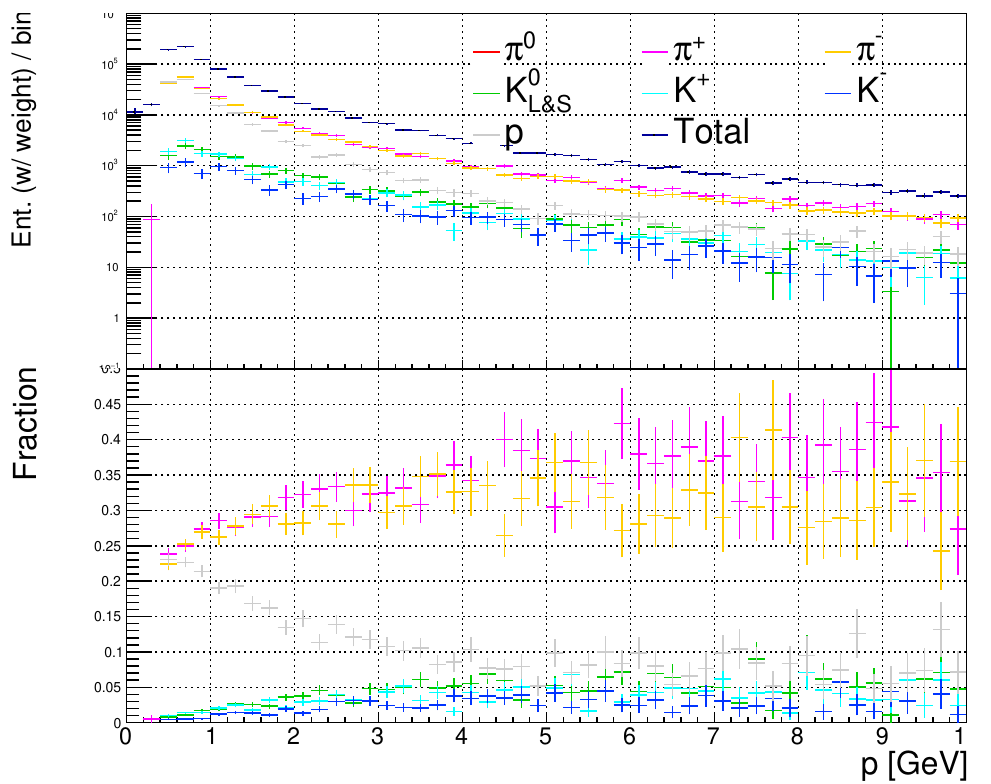 Ent. (w/ weight) / bin
10
10⁵
10⁴
10³
10²
10
1
π⁰ π⁺ π⁻
K⁰L&S K⁺ K⁻
p Total
Fraction
0.45
0.4
0.35
0.3
0.25
0.2
0.15
0.1
0.05
0
0 1 2 3 4 5 6 7 8 9 1
p [GeV]